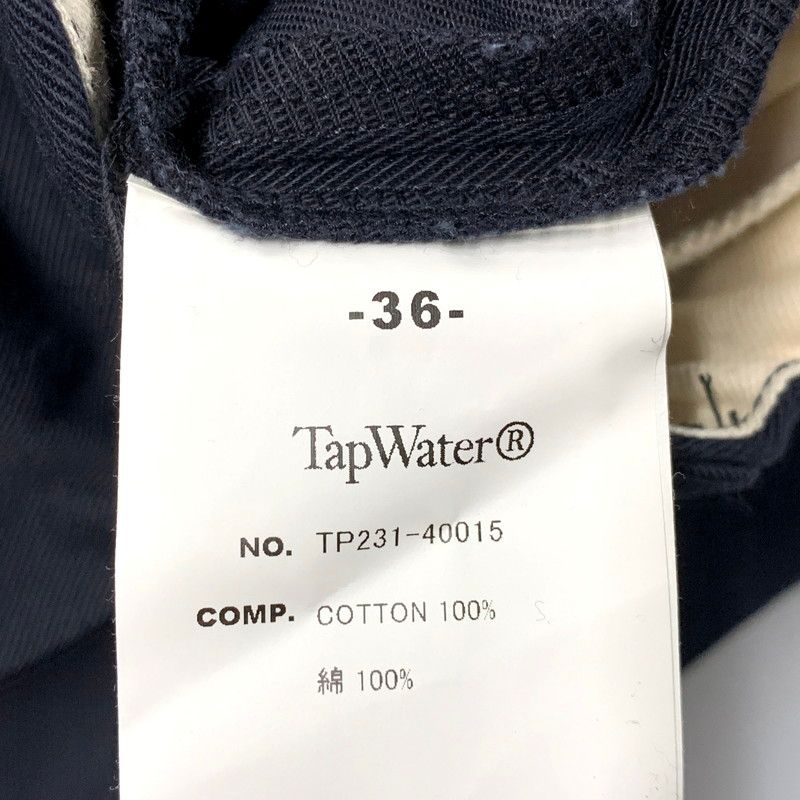 -36-
TapWater®
NO. TP231-40015
COMP. COTTON 100%
綿 100%